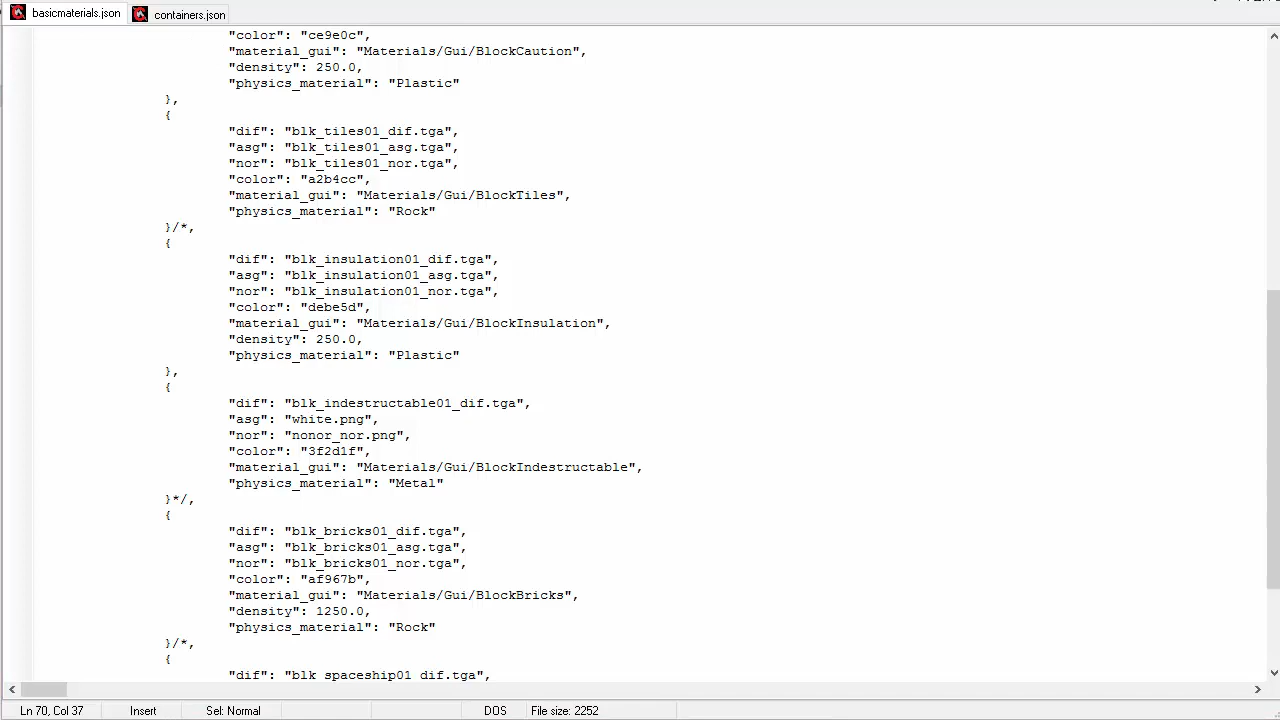 basicmaterials.json containers.json
"color": "ce9e0c",
"material_gui": "Materials/Gui/BlockCaution",
"density": 250.0,
"physics_material": "Plastic"
},
{
"dif": "blk_tiles01_dif.tga",
"asg": "blk_tiles01_asg.tga",
"nor": "blk_tiles01_nor.tga",
"color": "a2b4cc",
"material_gui": "Materials/Gui/BlockTiles",
"physics_material": "Rock"
}/*,
{
"dif": "blk_insulation01_dif.tga",
"asg": "blk_insulation01_asg.tga",
"nor": "blk_insulation01_nor.tga",
"color": "debe5d",
"material_gui": "Materials/Gui/BlockInsulation",
"density": 250.0,
"physics_material": "Plastic"
},
{
"dif": "blk_indestructable01_dif.tga",
"asg": "white.png",
"nor": "nonor_nor.png",
"color": "3f2d1f",
"material_gui": "Materials/Gui/BlockIndestructable",
"physics_material": "Metal"
}*/,
{
"dif": "blk_bricks01_dif.tga",
"asg": "blk_bricks01_asg.tga",
"nor": "blk_bricks01_nor.tga",
"color": "af967b",
"material_gui": "Materials/Gui/BlockBricks",
"density": 1250.0,
"physics_material": "Rock"
}/*,
{
"dif": "blk_spaceship01_dif.tga",
Ln 70, Col 37 Insert Sel: Normal DOS File size: 2252